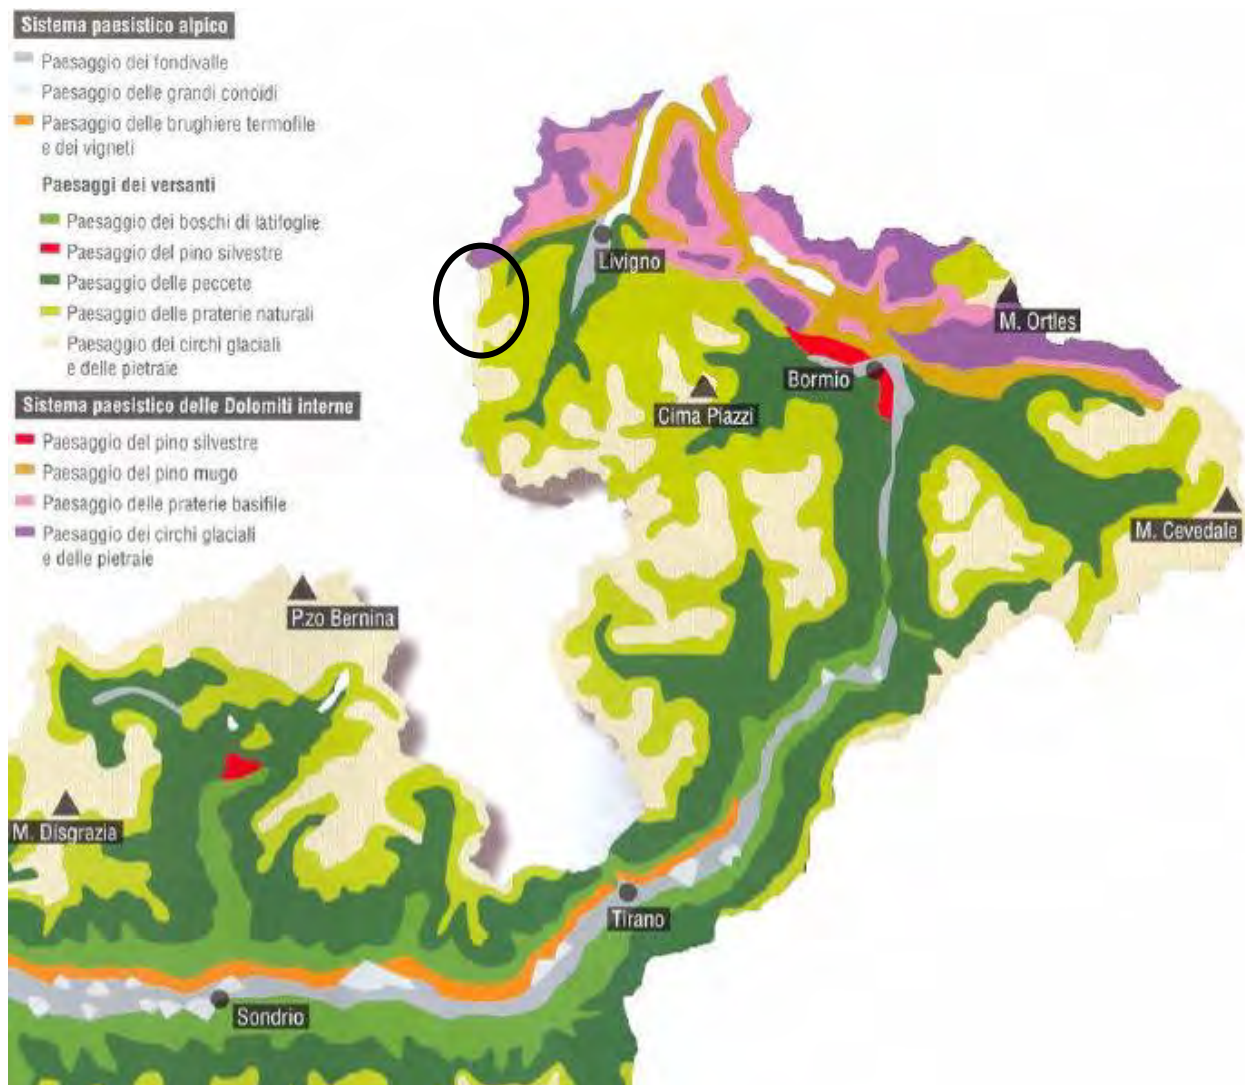 Sistema paesistico alpico
Paesaggio dei fondivalle
Paesaggio delle grandi conoidi
Paesaggio delle brughiere termofile
e dei vigneti
Paesaggi dei versanti
Paesaggio dei boschi di latifoglie
Paesaggio del pino silvestre
Paesaggio delle peccete
Paesaggio delle praterie naturali
Paesaggio dei circhi glaciali
e delle pietraie
Sistema paesistico delle Dolomiti interne
Paesaggio del pino silvestre
Paesaggio del pino mugo
Paesaggio delle praterie basifile
Paesaggio dei circhi glaciali
e delle pietraie
Livigno
M. Ortles
Bormio
Cima Piazzi
M. Cevedale
P.zo Bernina
M. Disgrazia
Tirano
Sondrio